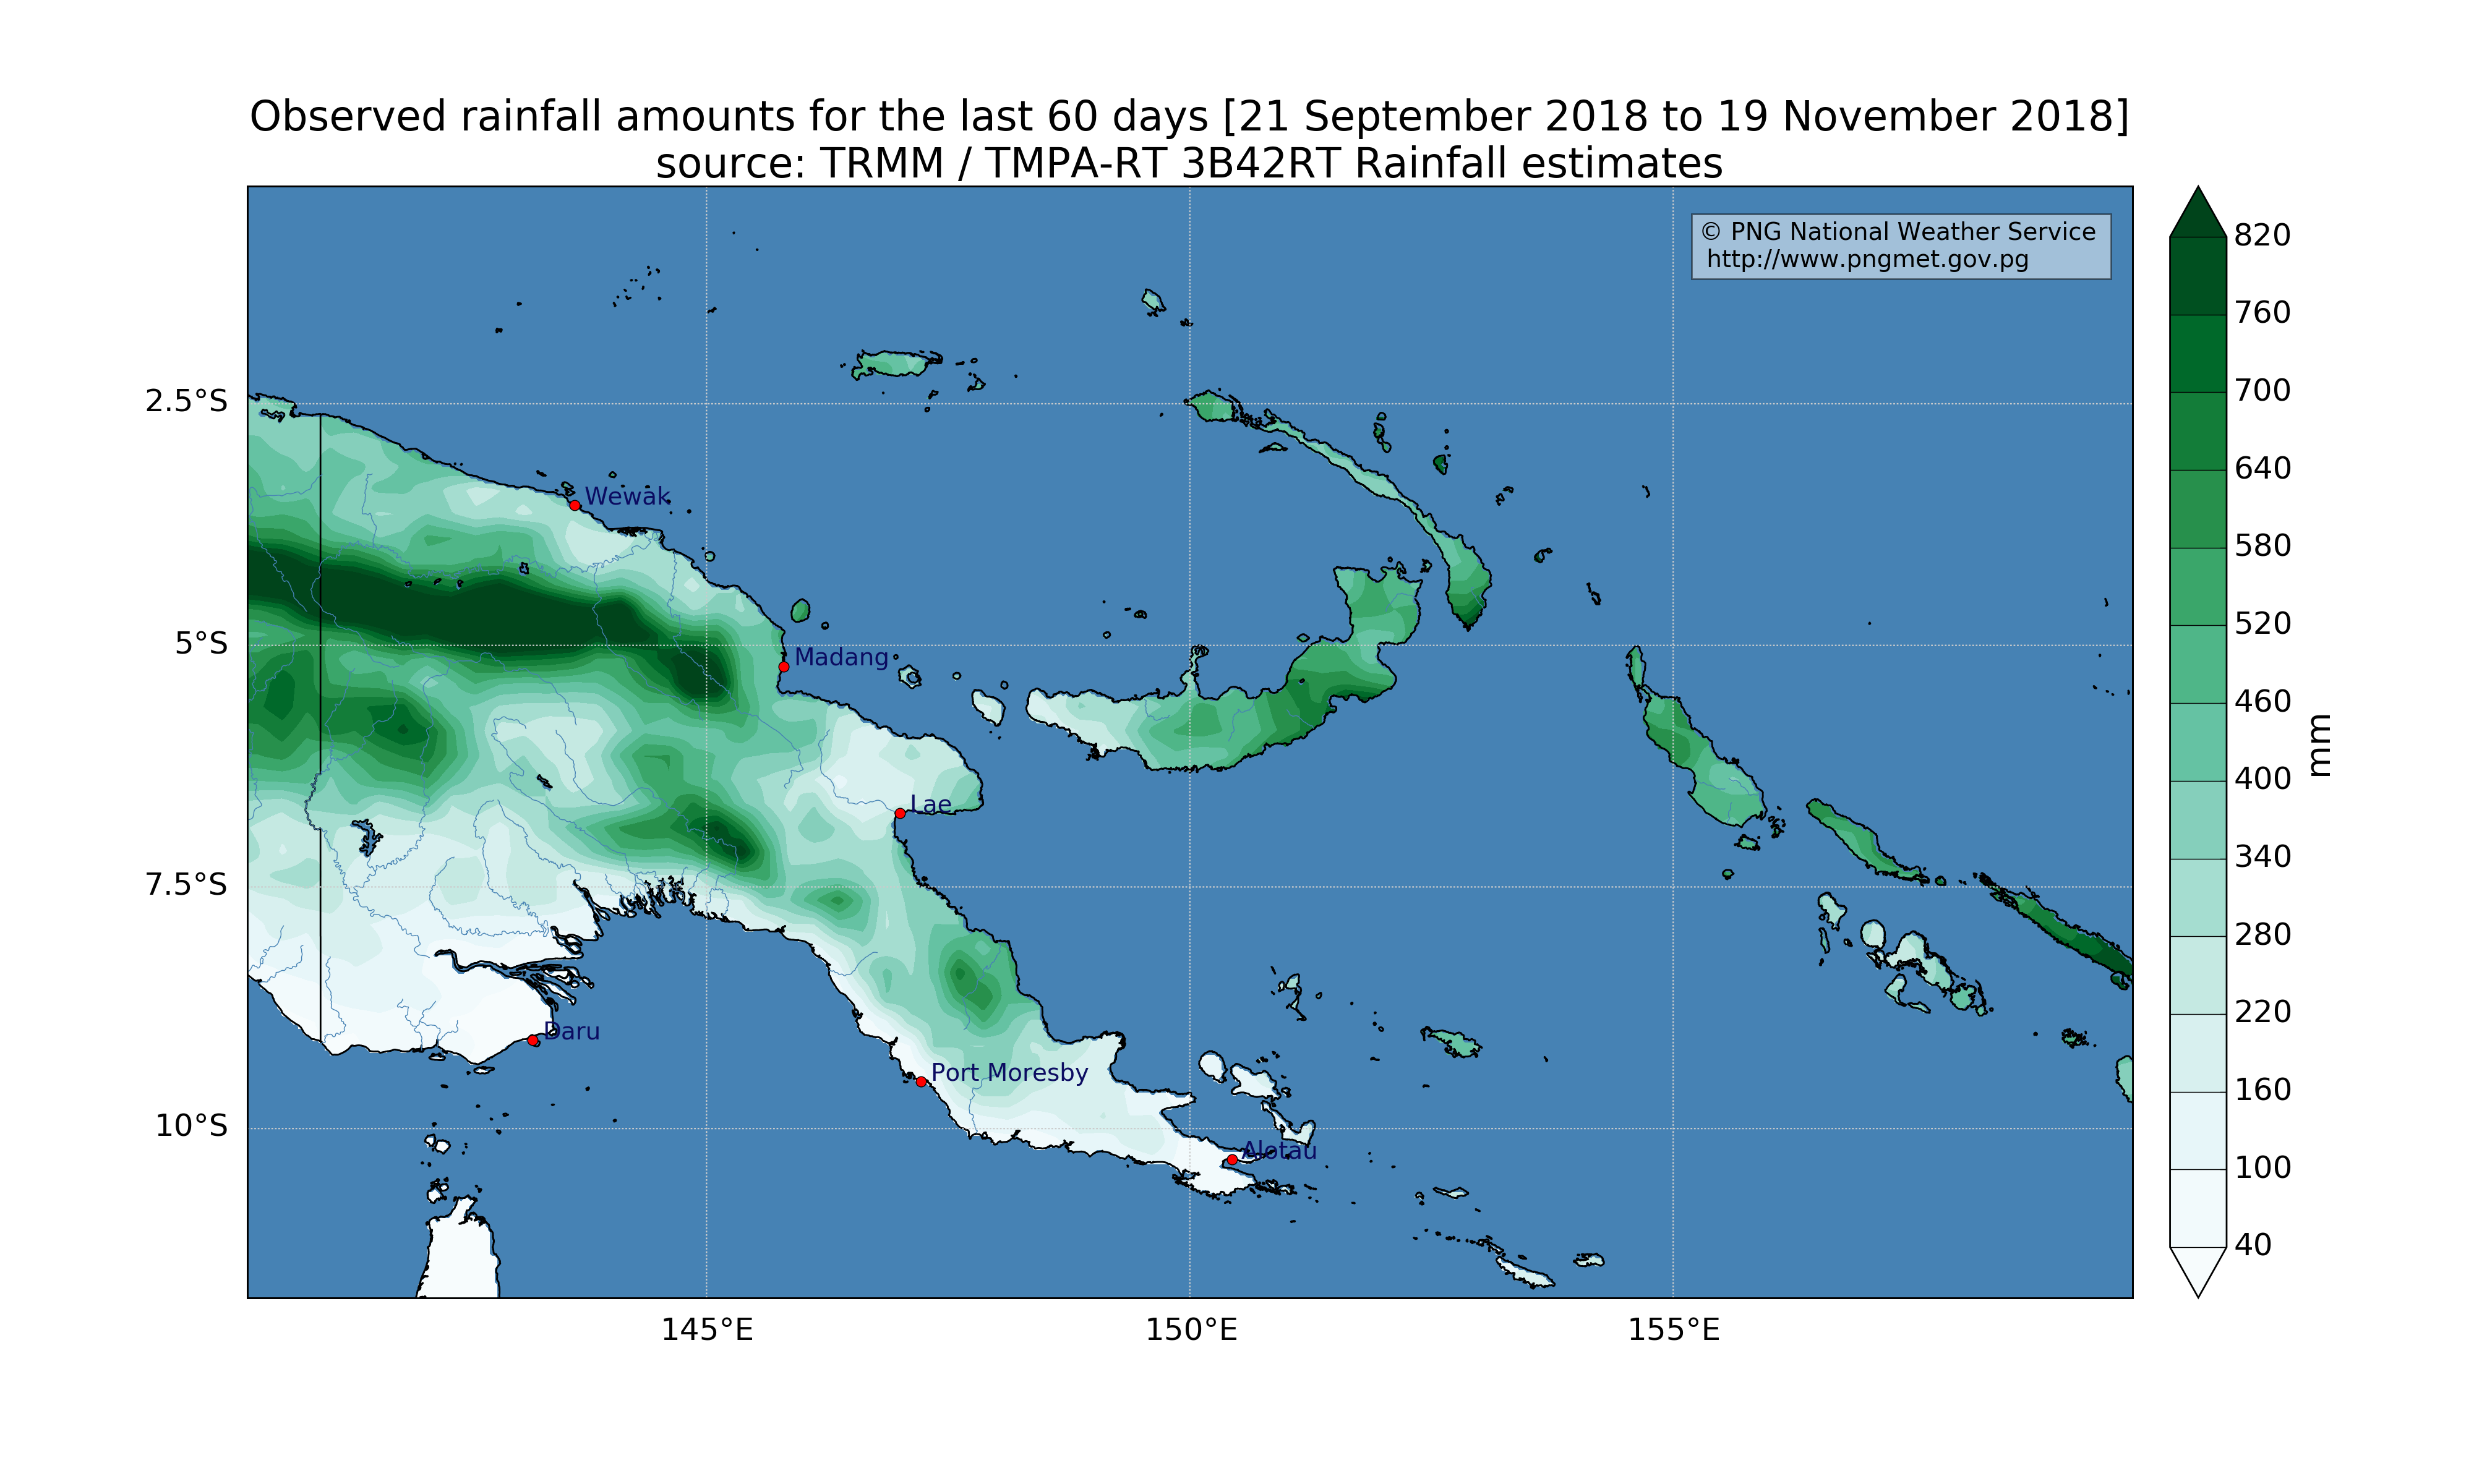 Observed rainfall amounts for the last 60 days [21 September 2018 to 19 November 2018]
source: TRMM / TMPA-RT 3B42RT Rainfall estimates
© PNG National Weather Service
http://www.pngmet.gov.pg
820
760
700
640
580
520
460
400
340
280
220
160
100
40
mm
2.5°S
5°S
7.5°S
10°S
Wewak
Madang
Lae
Daru
Port Moresby
Alotau
145°E
150°E
155°E